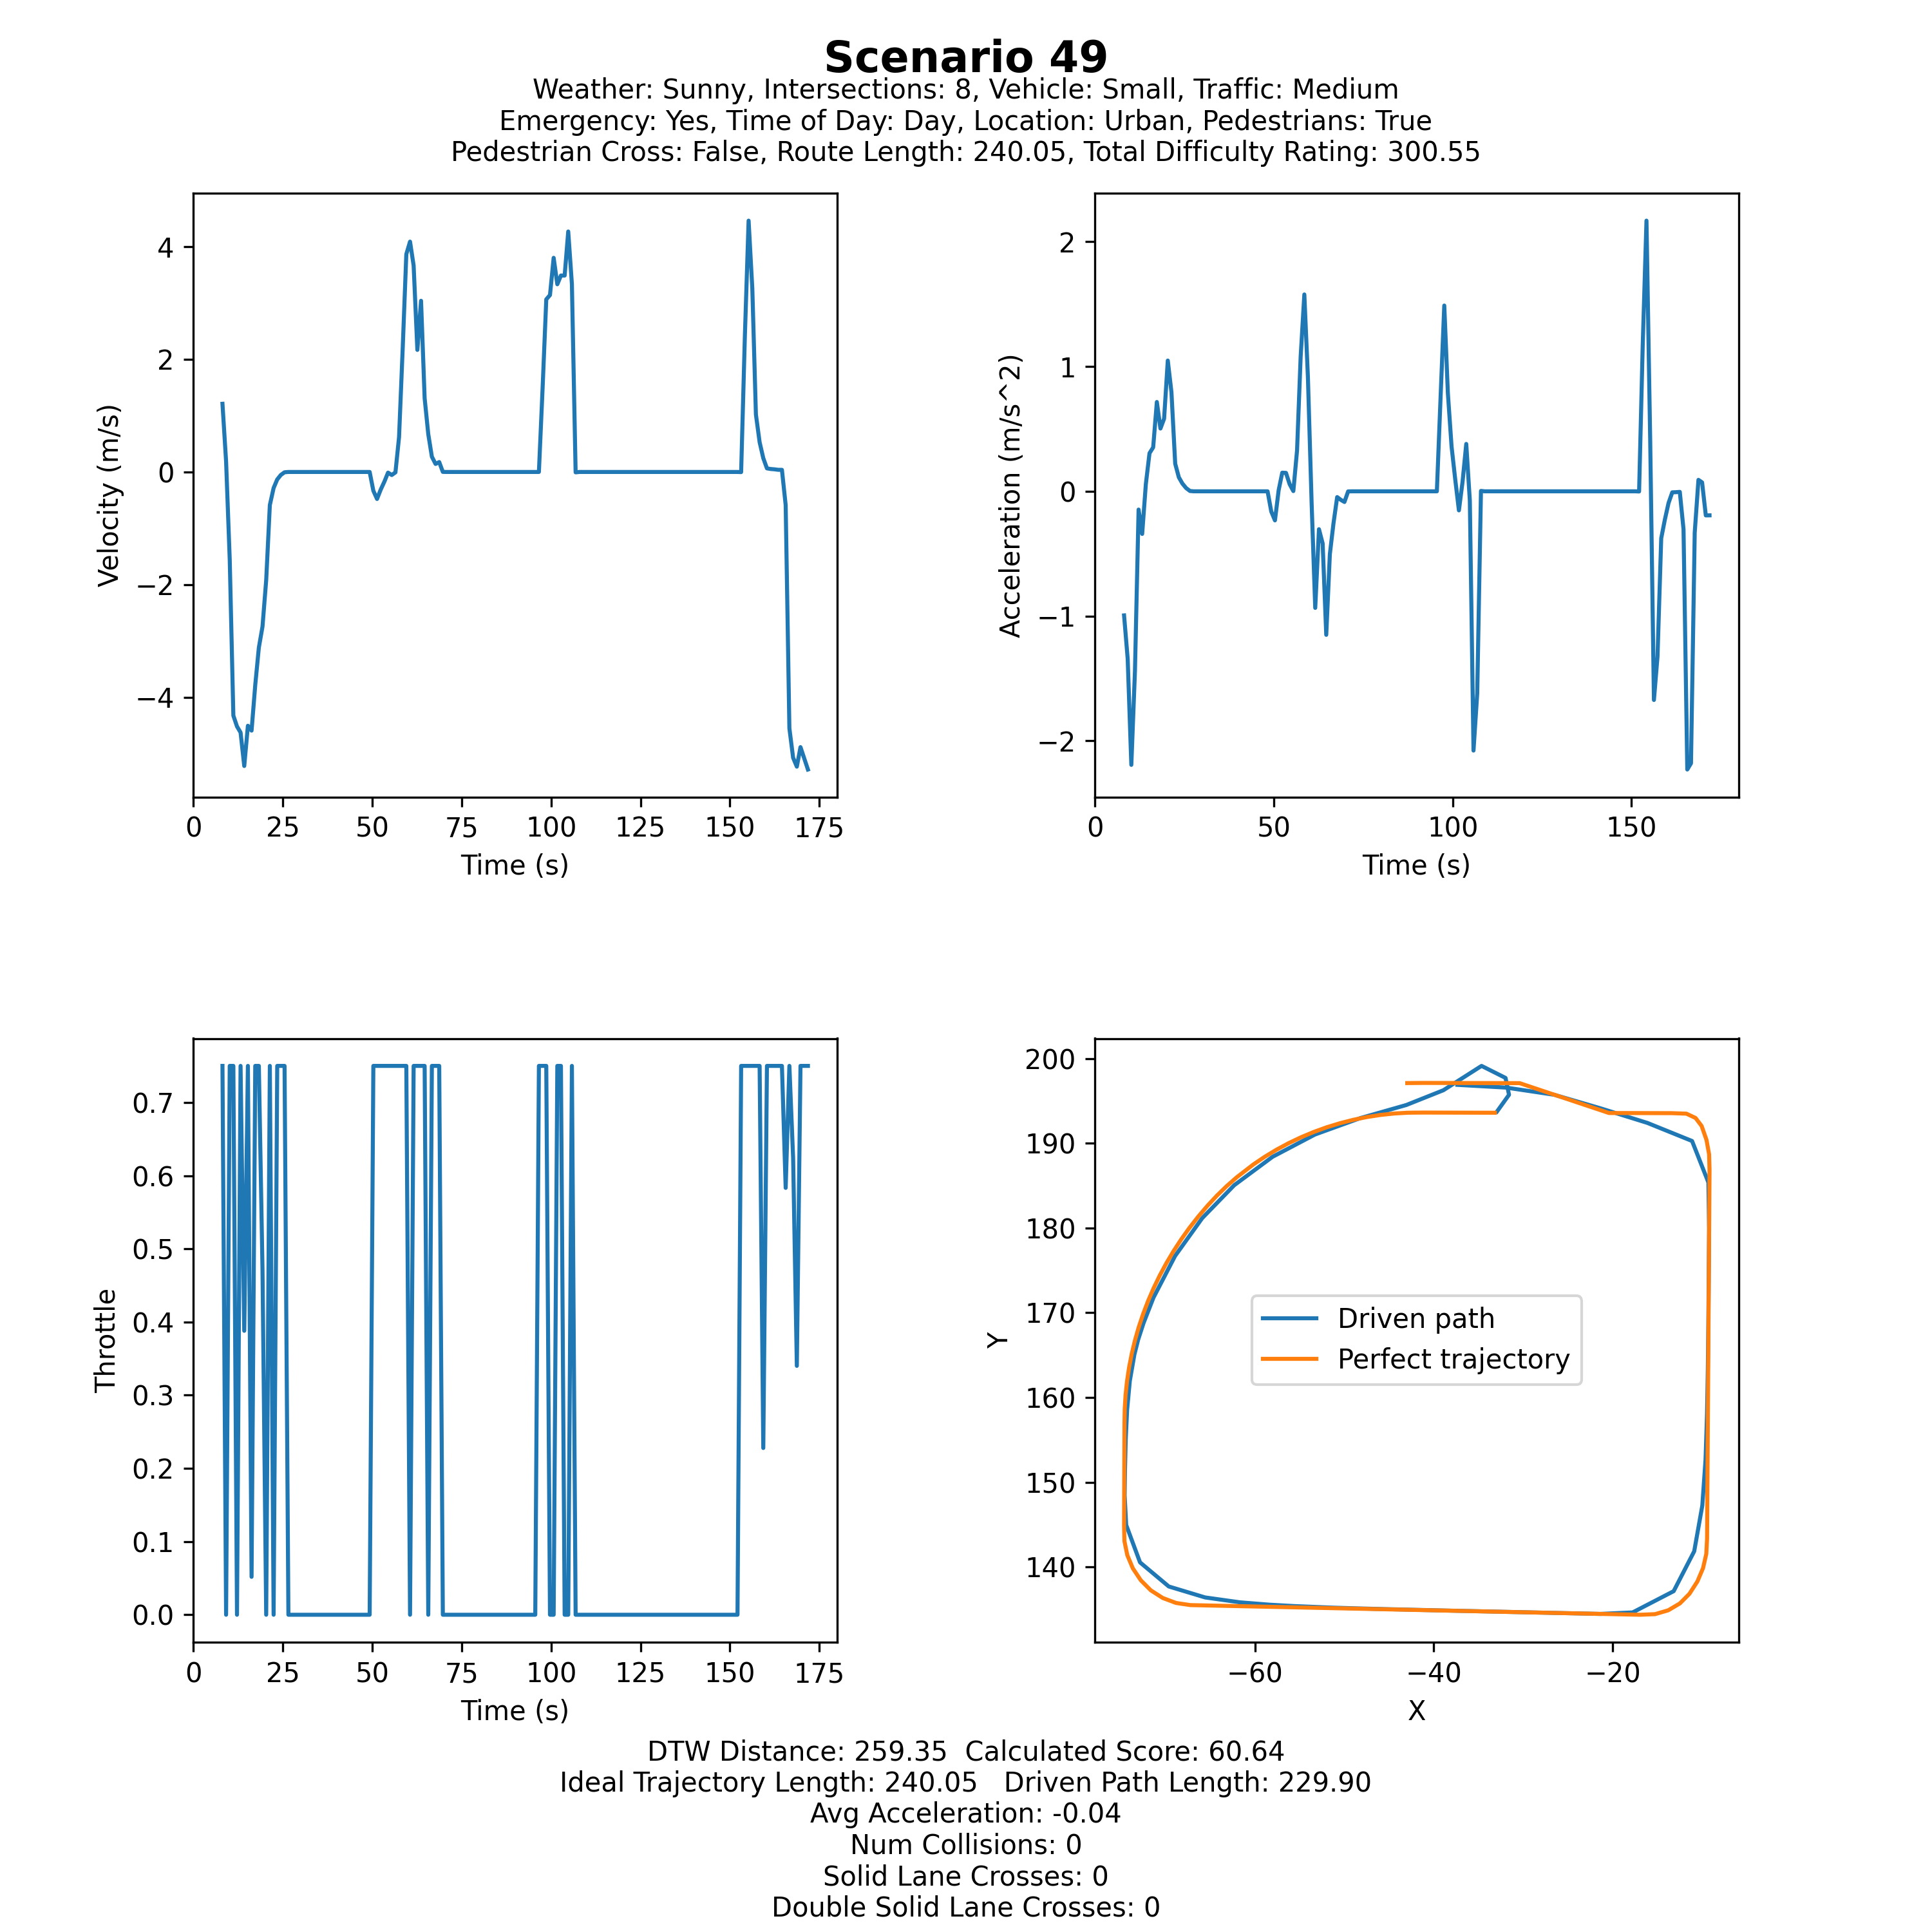 Scenario 49
Weather: Sunny, Intersections: 8, Vehicle: Small, Traffic: Medium
Emergency: Yes, Time of Day: Day, Location: Urban, Pedestrians: True
Pedestrian Cross: False, Route Length: 240.05, Total Difficulty Rating: 300.55
Velocity (m/s)
4
2
0
−2
−4
0 25 50 75 100 125 150 175
Time (s)
Acceleration (m/s^2)
2
1
0
−1
−2
0 50 100 150
Time (s)
Throttle
0.7
0.6
0.5
0.4
0.3
0.2
0.1
0.0
0 25 50 75 100 125 150 175
Time (s)
Y
200
190
180
170
160
150
140
Driven path
Perfect trajectory
−60 −40 −20
X
DTW Distance: 259.35 Calculated Score: 60.64
Ideal Trajectory Length: 240.05 Driven Path Length: 229.90
Avg Acceleration: -0.04
Num Collisions: 0
Solid Lane Crosses: 0
Double Solid Lane Crosses: 0